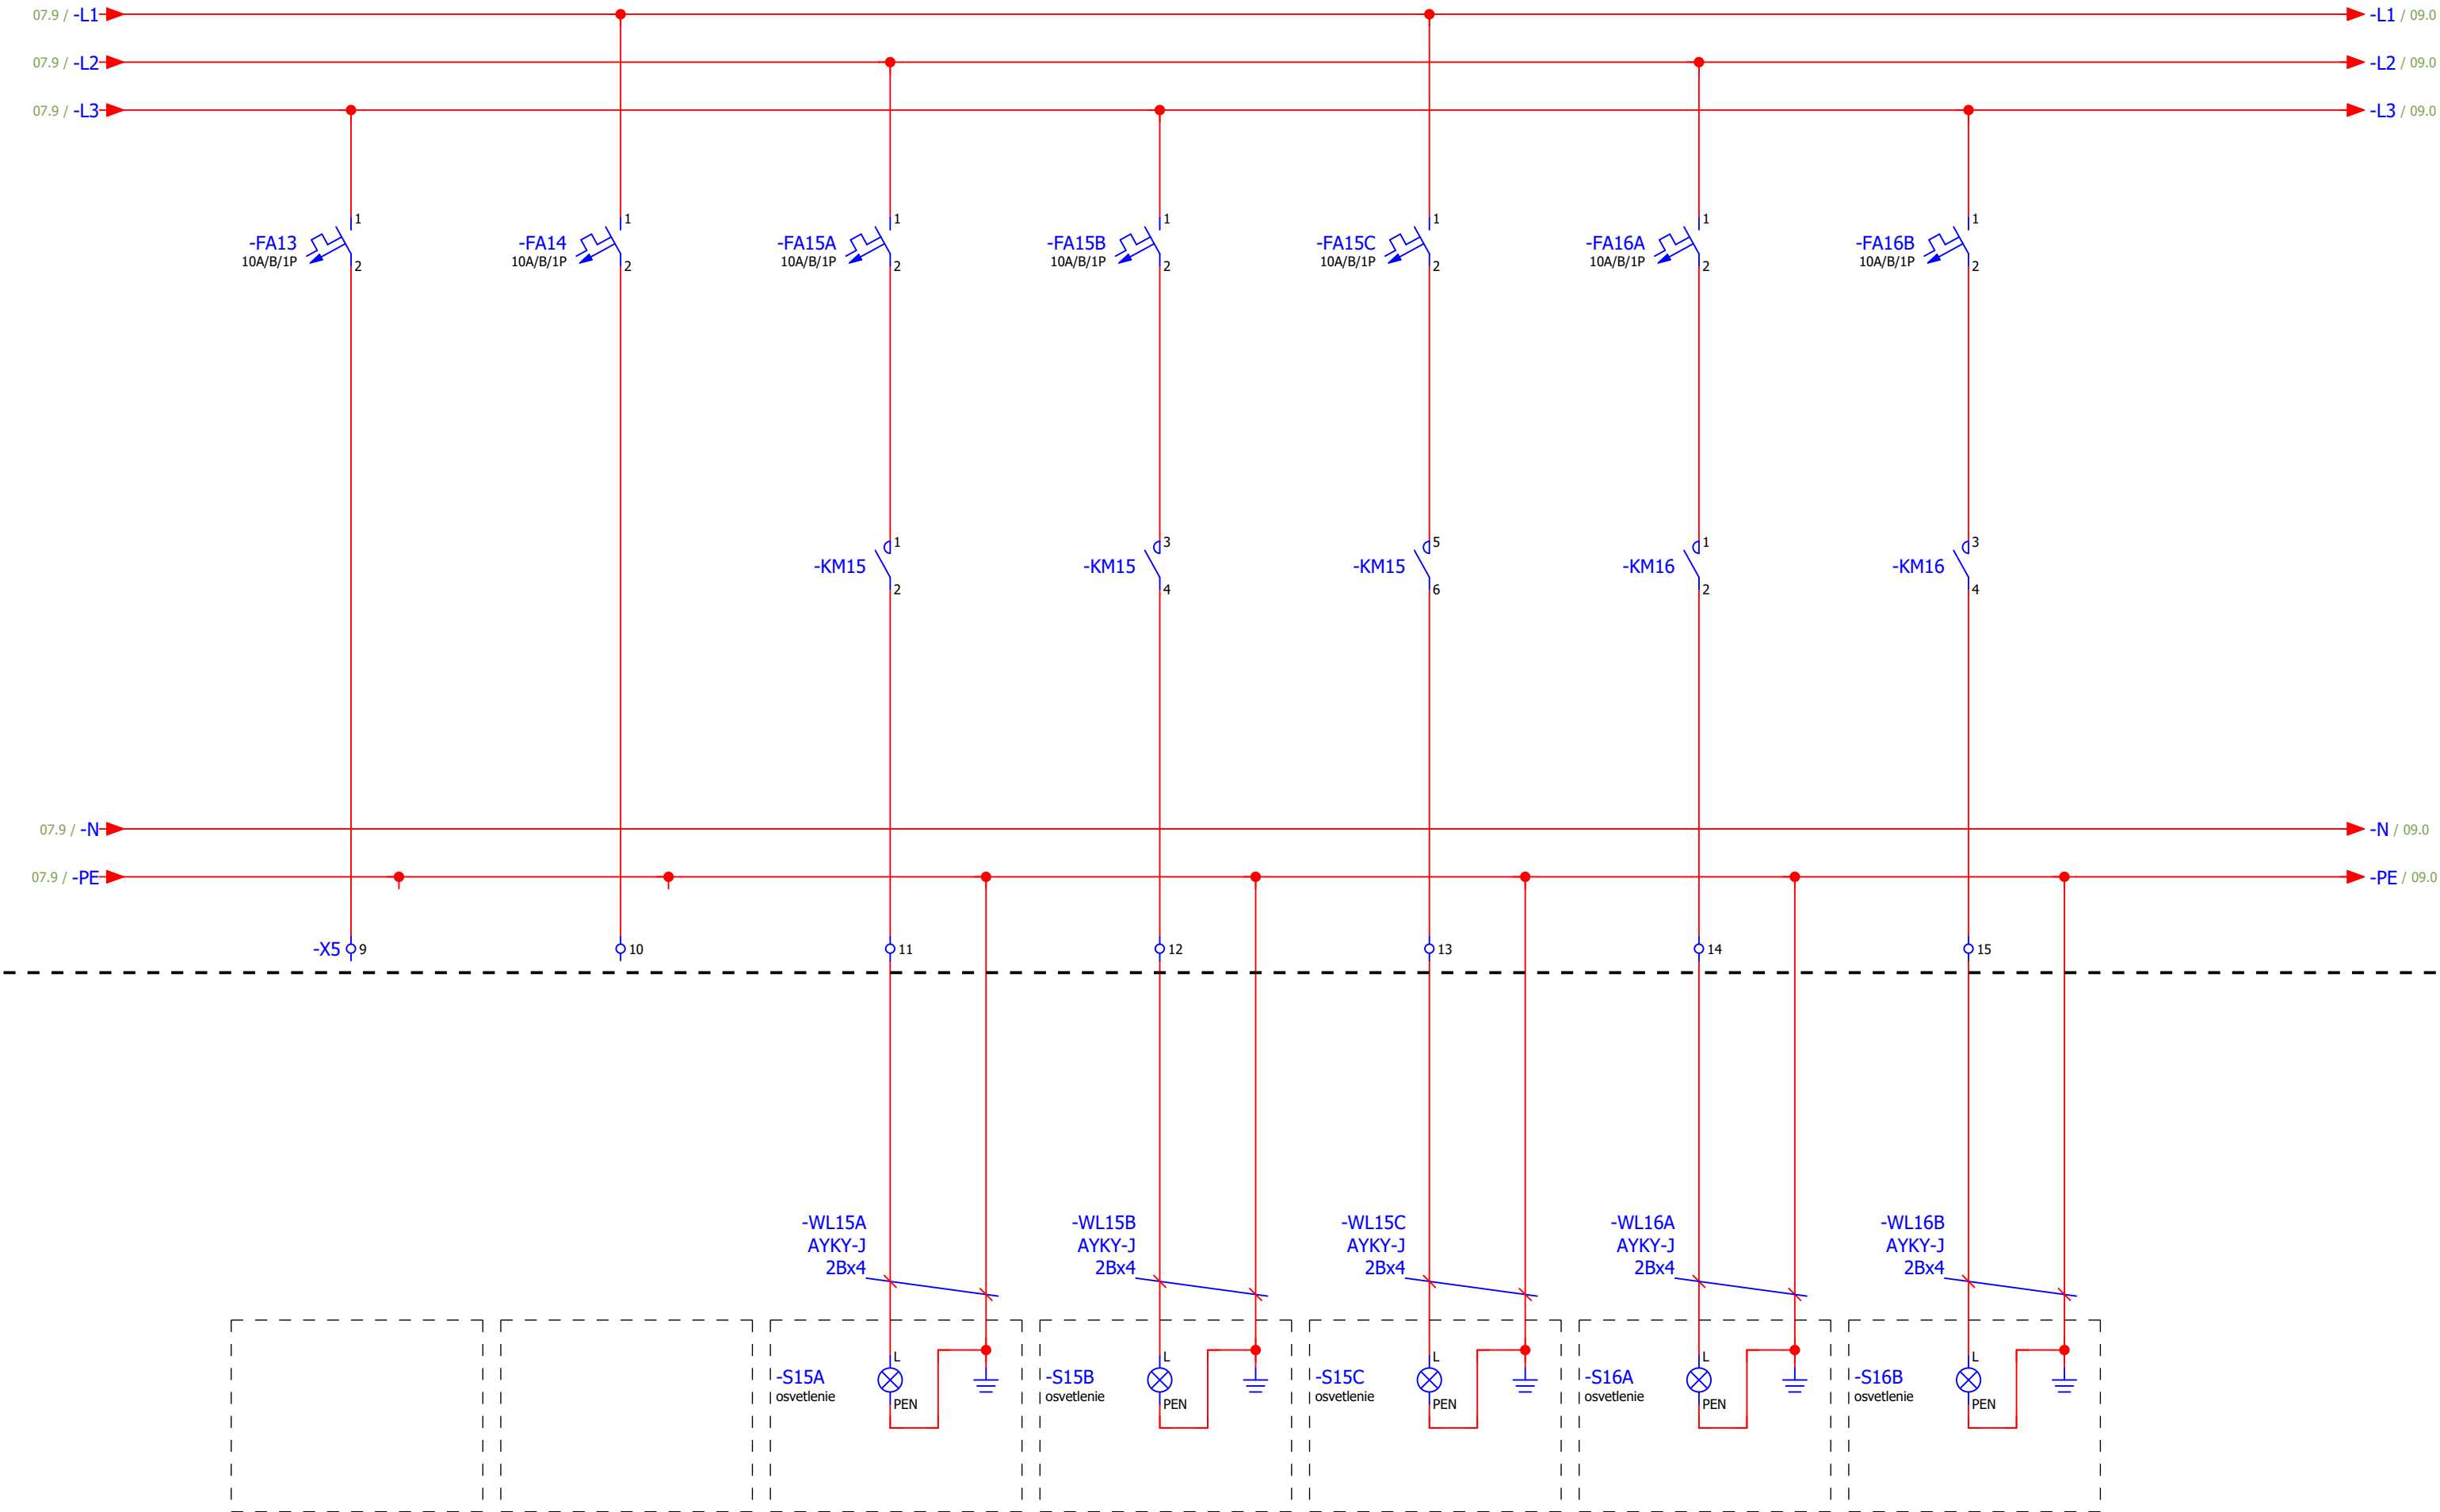 07.9 / -L1 -L1 / 09.0
07.9 / -L2 -L2 / 09.0
07.9 / -L3 -L3 / 09.0
1 1 1 1 1 1 1
-FA13 -FA14 -FA15A -FA15B -FA15C -FA16A -FA16B
10A/B/1P 10A/B/1P 10A/B/1P 10A/B/1P 10A/B/1P 10A/B/1P 10A/B/1P
2 2 2 2 2 2 2
1 3 5 1 3
-KM15 -KM15 -KM15 -KM16 -KM16
2 4 6 2 4
07.9 / -N -N / 09.0
07.9 / -PE -PE / 09.0
-X5 9 10 11 12 13 14 15
-WL15A -WL15B -WL15C -WL16A -WL16B
AYKY-J AYKY-J AYKY-J AYKY-J AYKY-J
2Bx4 2Bx4 2Bx4 2Bx4 2Bx4
L L L L L
-S15A -S15B -S15C -S16A -S16B
osvetlenie osvetlenie osvetlenie osvetlenie osvetlenie
PEN PEN PEN PEN PEN